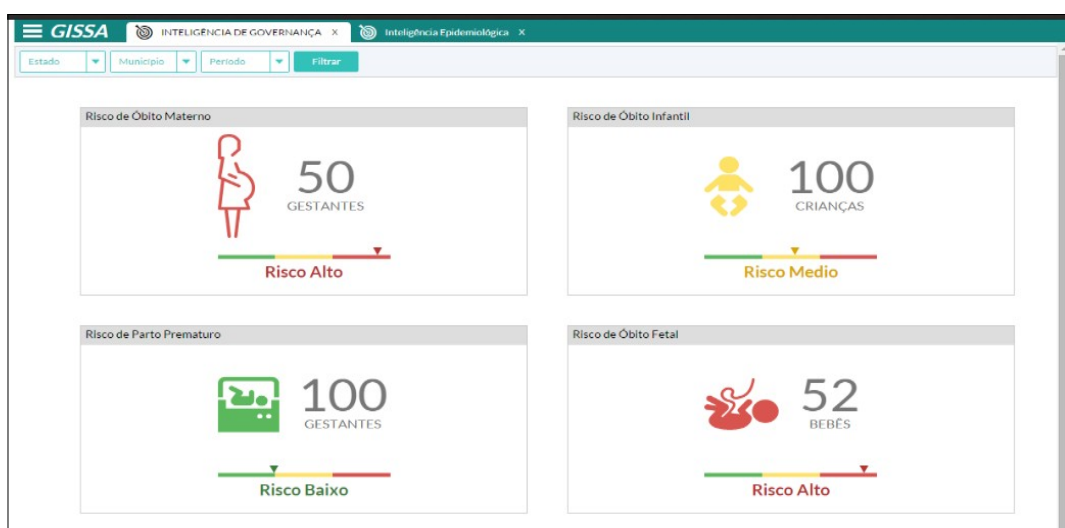 GISSA INTELIGÊNCIA DE GOVERNANÇA × Inteligência Epidemiológica ×
Estado Município Período Filtrar
Risco de Óbito Materno
50
GESTANTES
Risco Alto
Risco de Óbito Infantil
100
CRIANÇAS
Risco Medio
Risco de Parto Prematuro
100
GESTANTES
Risco Baixo
Risco de Óbito Fetal
52
BEBÊS
Risco Alto